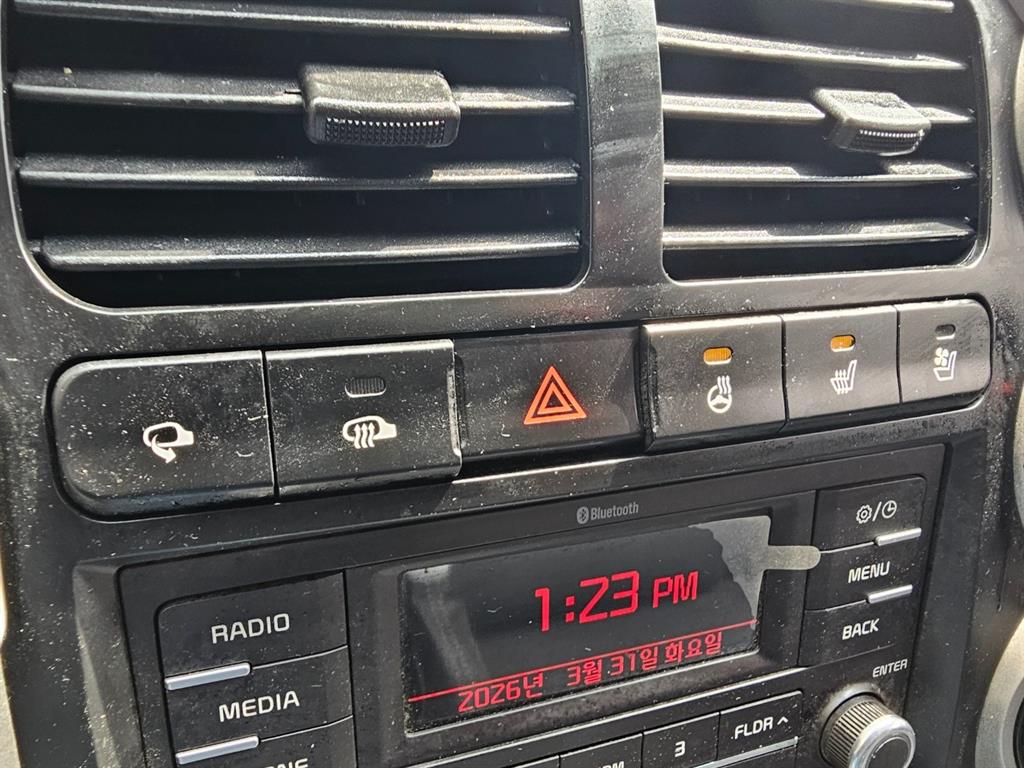 Bluetooth
RADIO
MEDIA
1:23 PM
2026년 3월 31일 화요일
MENU
BACK
ENTER
3
FLDR ^